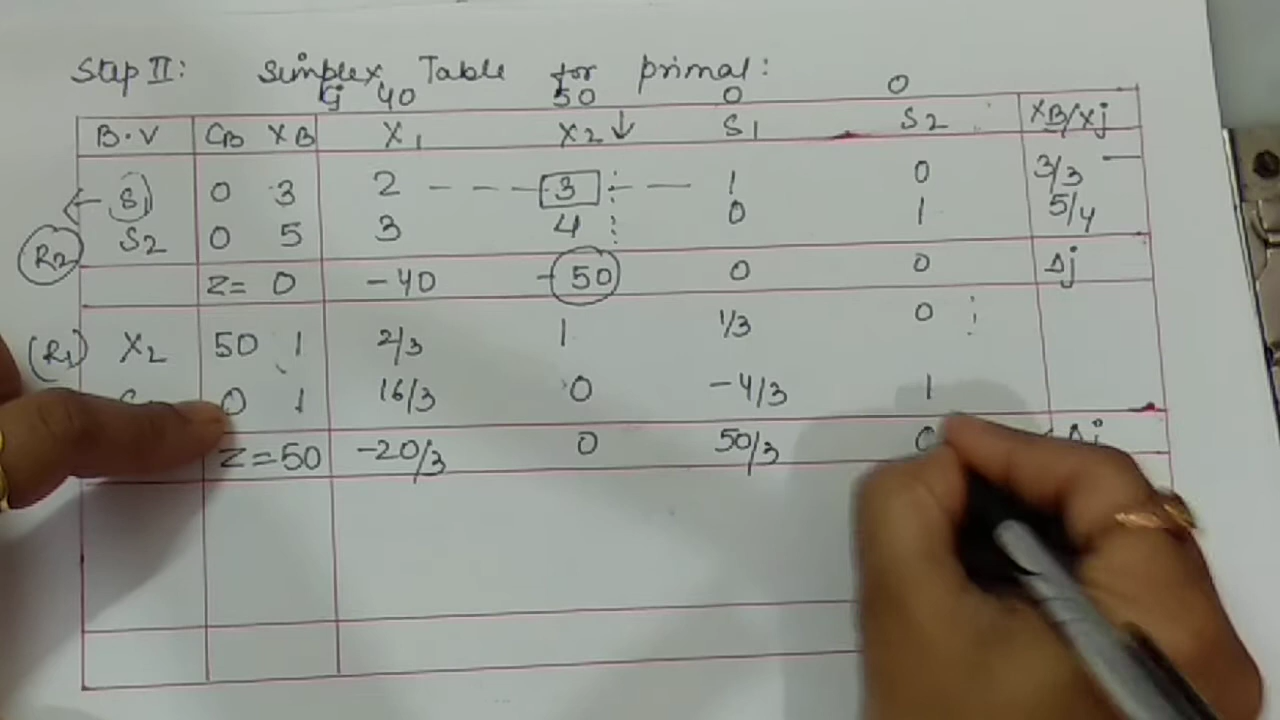 Step II: Simplex Table for primal:
Cj 40 50 0 0
B.V CB XB X1 X2 ↓ S1 S2 XB/Xj
← S1 0 3 2 3 1 0 3/3
R2 S2 0 5 3 4 0 1 5/4
Z= 0 -40 -50 0 0 Δj
(R1) X2 50 1 2/3 1 1/3 0
0 1 16/3 0 -4/3 1
Z=50 -20/3 0 50/3 0 Δj